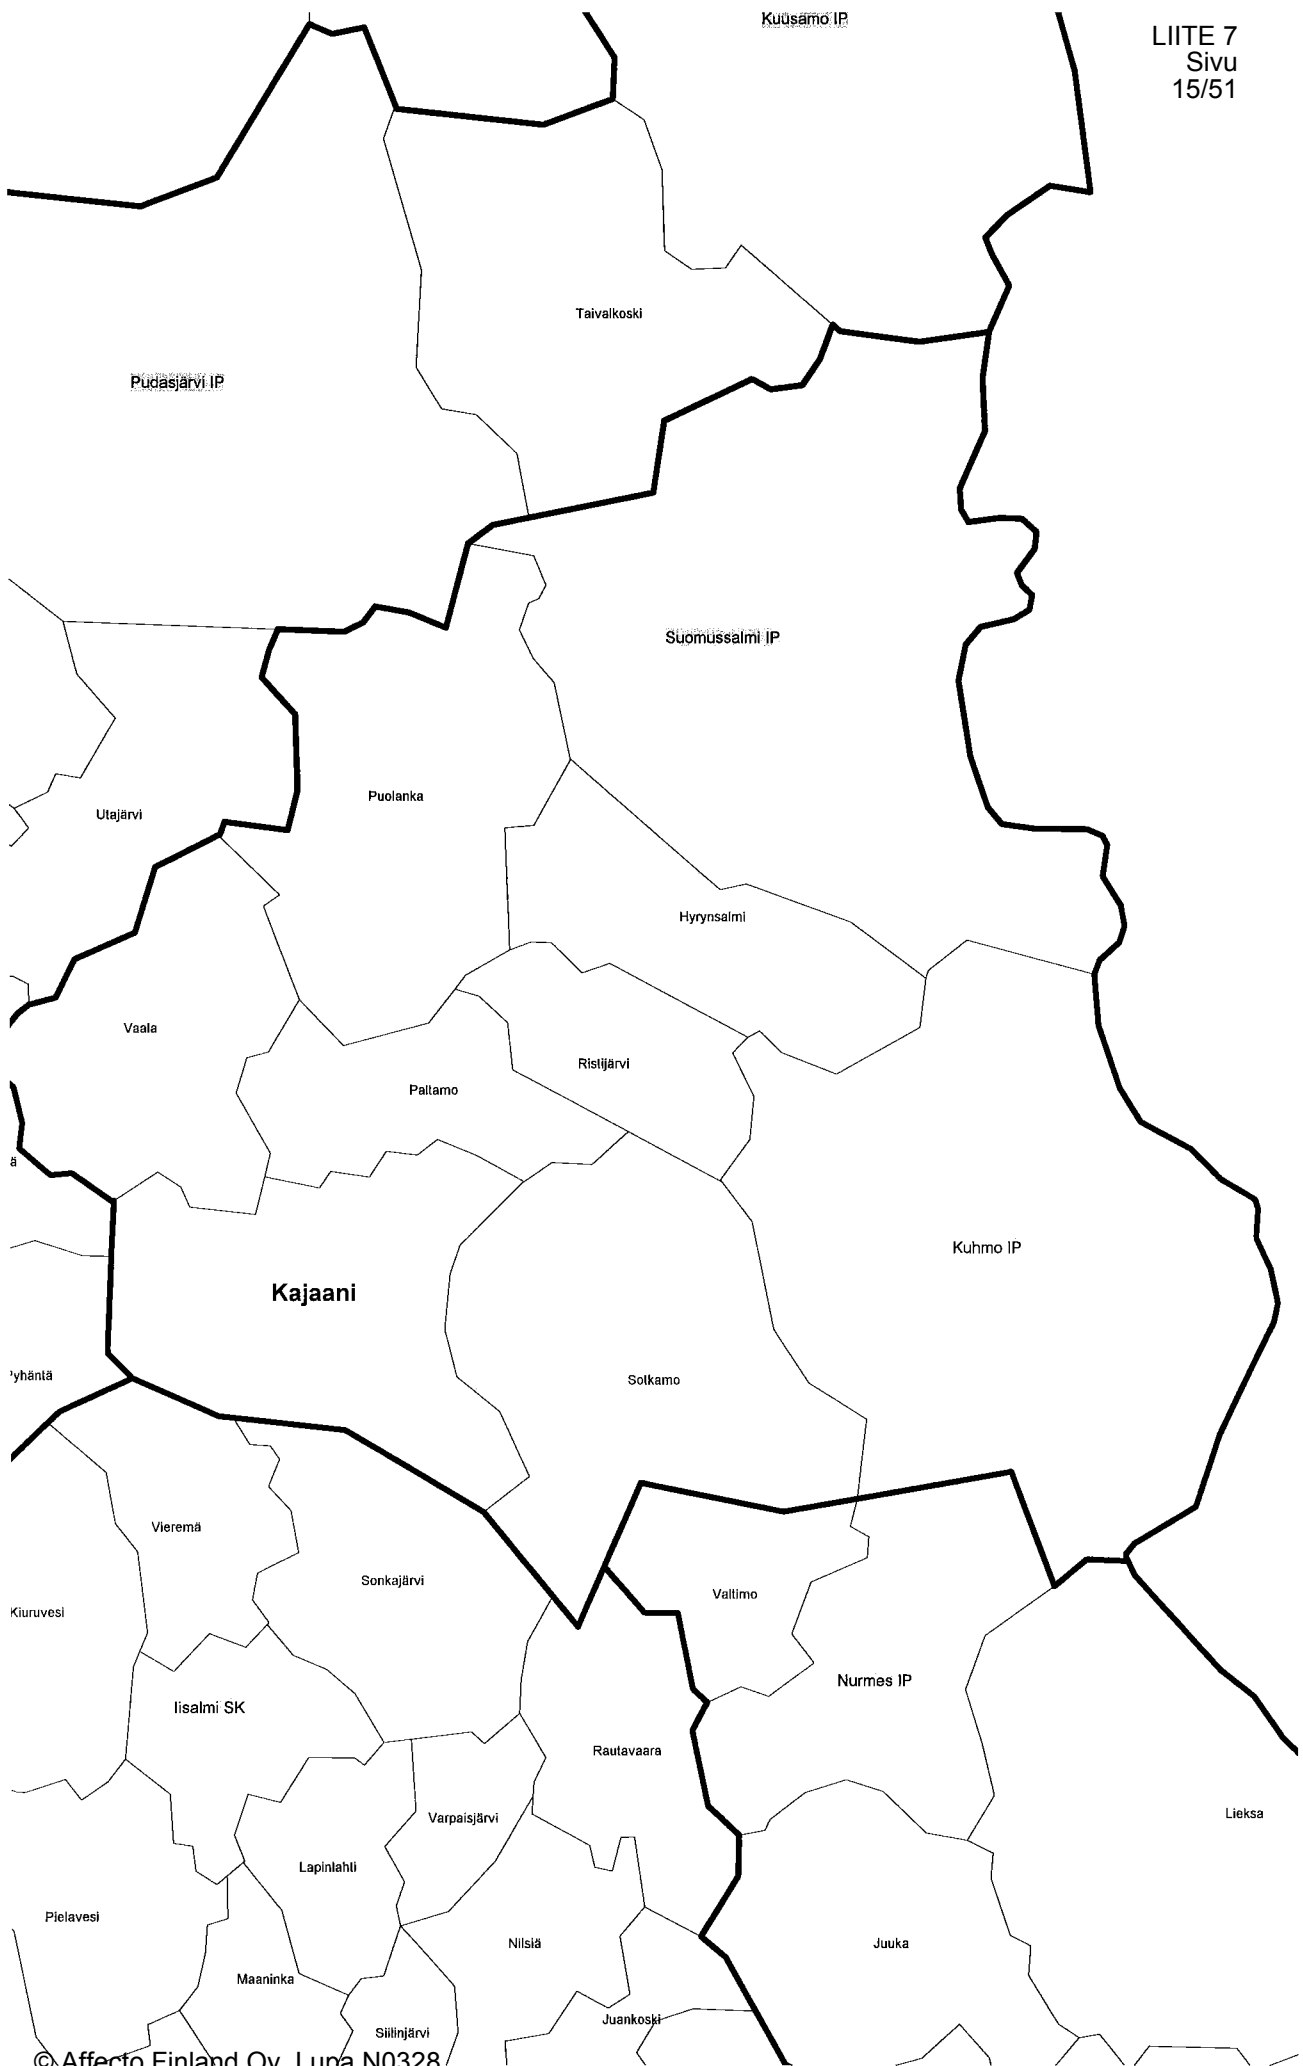 Kuusamo IP
LIITE 7
Sivu
15/51
Taivalkoski
Pudasjärvi IP
Suomussalmi IP
Puolanka
Utajärvi
Hyrynsalmi
Vaala
Ristijärvi
Paltamo
ä
Kuhmo IP
Kajaani
yhäntä
Sotkamo
Vieremä
Sonkajärvi
Valtimo
Kiuruvesi
Nurmes IP
Iisalmi SK
Rautavaara
Lieksa
Varpaisjärvi
Lapinlahti
Pielavesi
Nilsiä
Juuka
Maaninka
Juankoski
Siilinjärvi
© Affecto Finland Oy, Lupa N0328